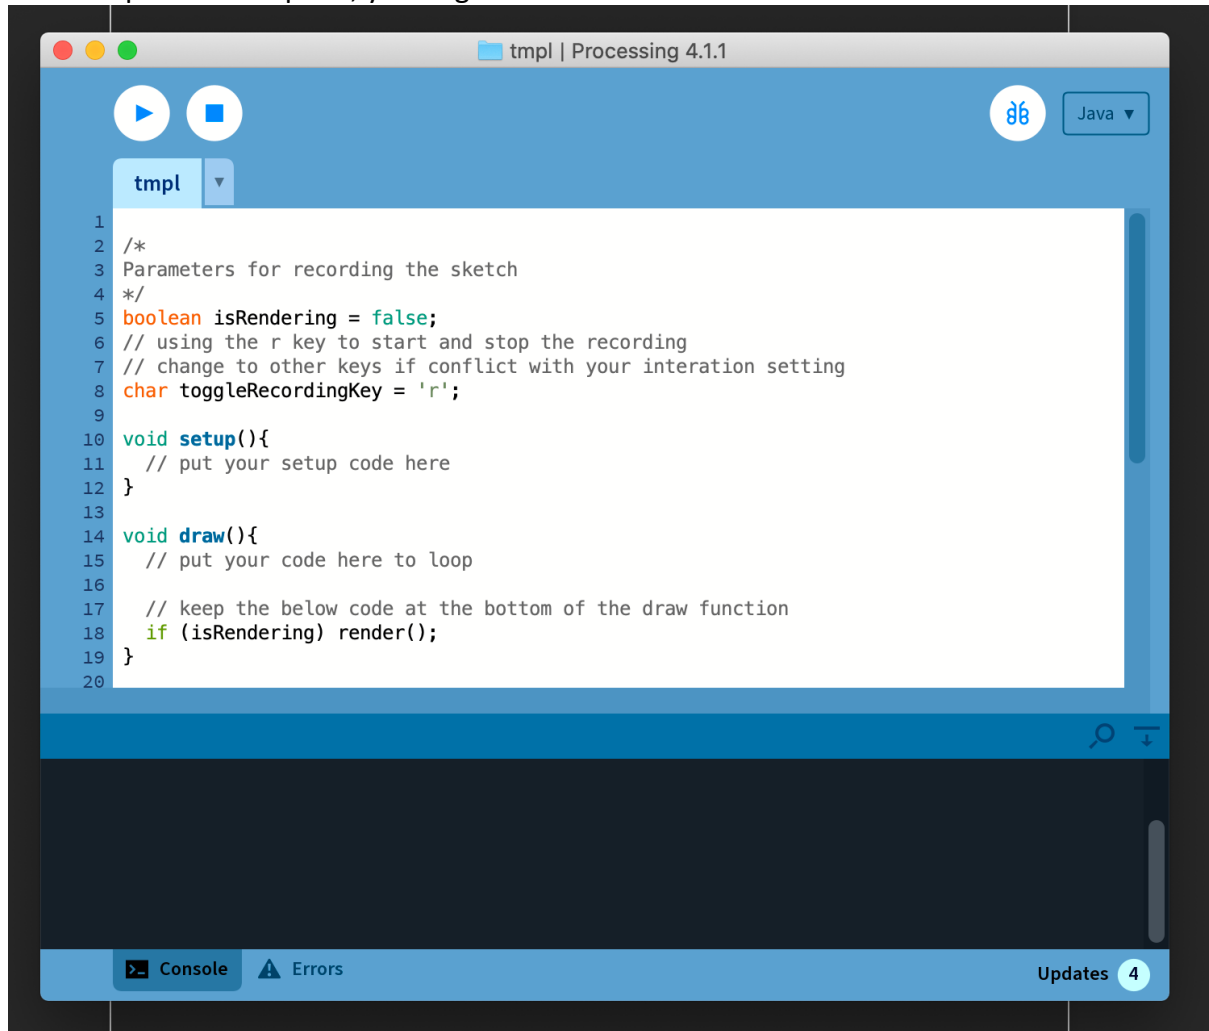 tmpl | Processing 4.1.1
Java ▼
tmpl ▼
1
2 /*
3 Parameters for recording the sketch
4 */
5 boolean isRendering = false;
6 // using the r key to start and stop the recording
7 // change to other keys if conflict with your interation setting
8 char toggleRecordingKey = 'r';
9
10 void setup(){
11   // put your setup code here
12 }
13
14 void draw(){
15   // put your code here to loop
16
17   // keep the below code at the bottom of the draw function
18   if (isRendering) render();
19 }
20
Console Errors Updates 4